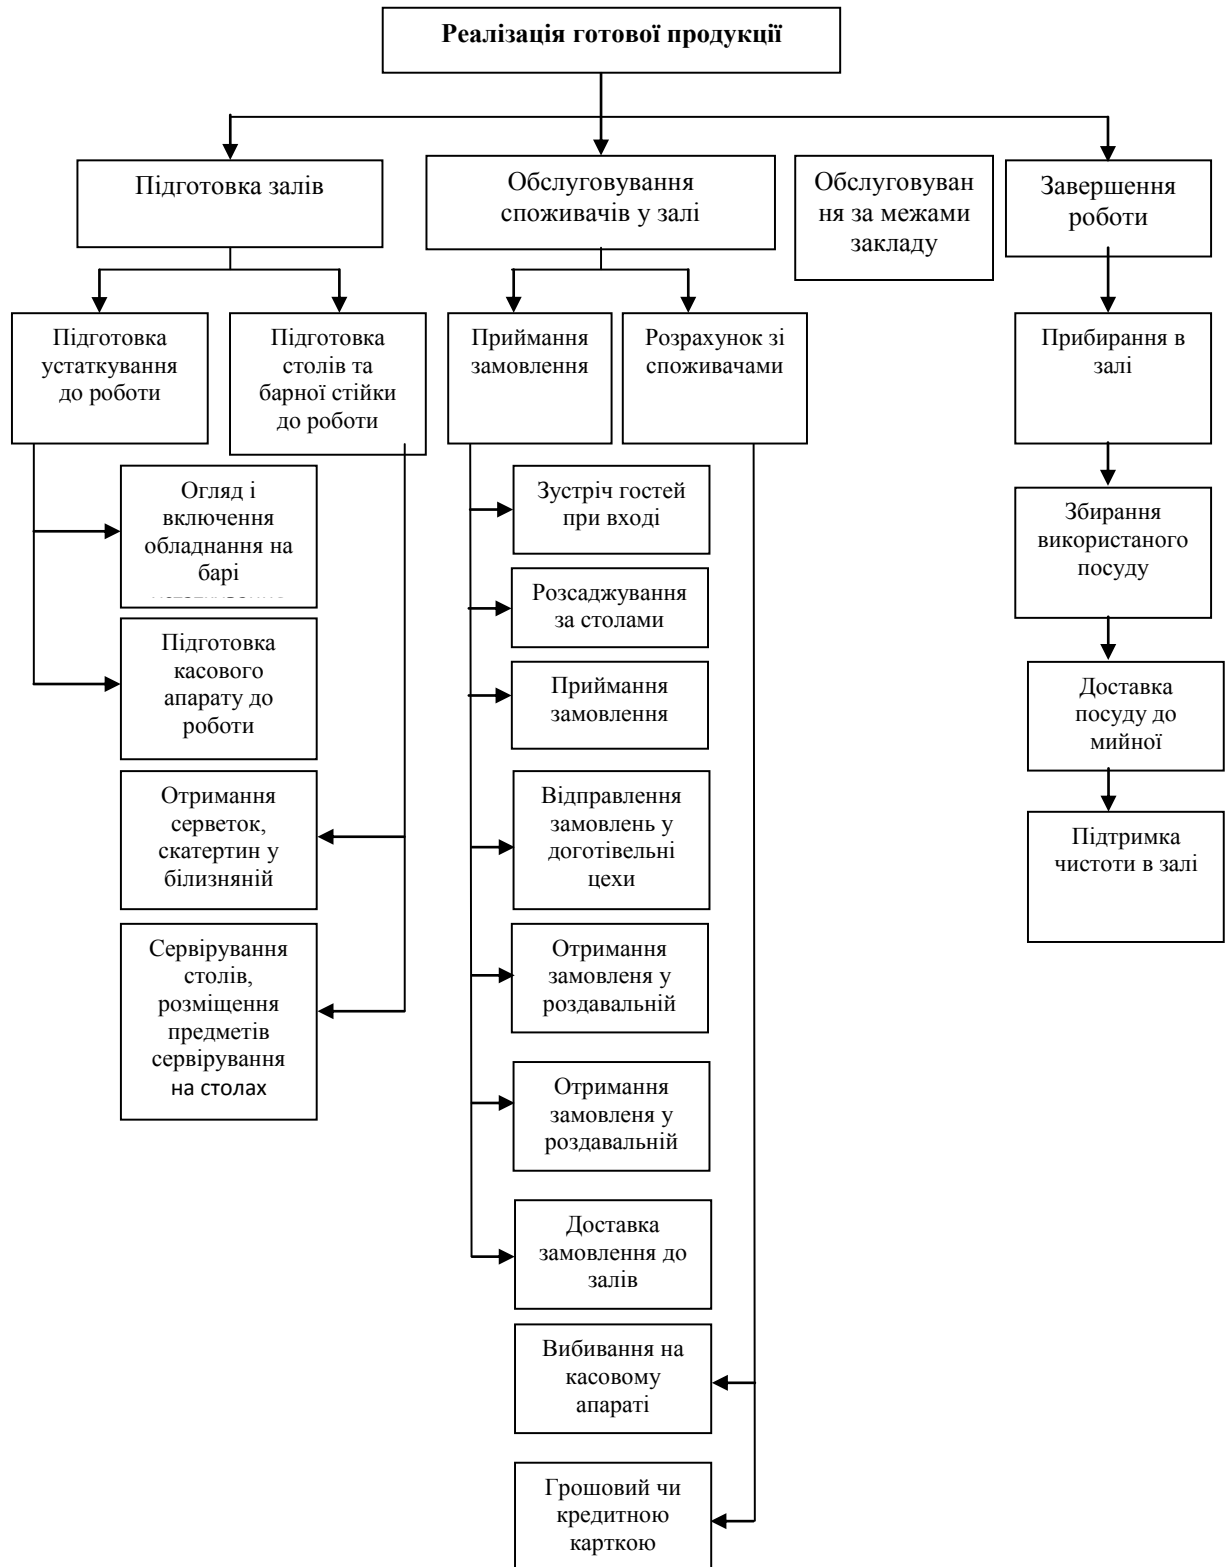 Реалізація готової продукції
Підготовка залів
Обслуговування
споживачів у залі
Обслуговуван
ня за межами
закладу
Завершення
роботи
Підготовка
устаткування
до роботи
Підготовка
столів та
барної стійки
до роботи
Приймання
замовлення
Розрахунок зі
споживачами
Прибирання в
залі
Огляд і
включення
обладнання на
барі
Зустріч гостей
при вході
Збирання
використаного
посуду
Розсаджування
за столами
Підготовка
касового
апарату до
роботи
Приймання
замовлення
Доставка
посуду до
мийної
Отримання
серветок,
скатертин у
білизняній
Відправлення
замовлень у
доготівельні
цехи
Підтримка
чистоти в залі
Сервірування
столів,
розміщення
предметів
сервірування
на столах
Отримання
замовленя у
роздавальній
Отримання
замовленя у
роздавальній
Доставка
замовлення до
залів
Вибивання на
касовому
апараті
Грошовий чи
кредитною
карткою